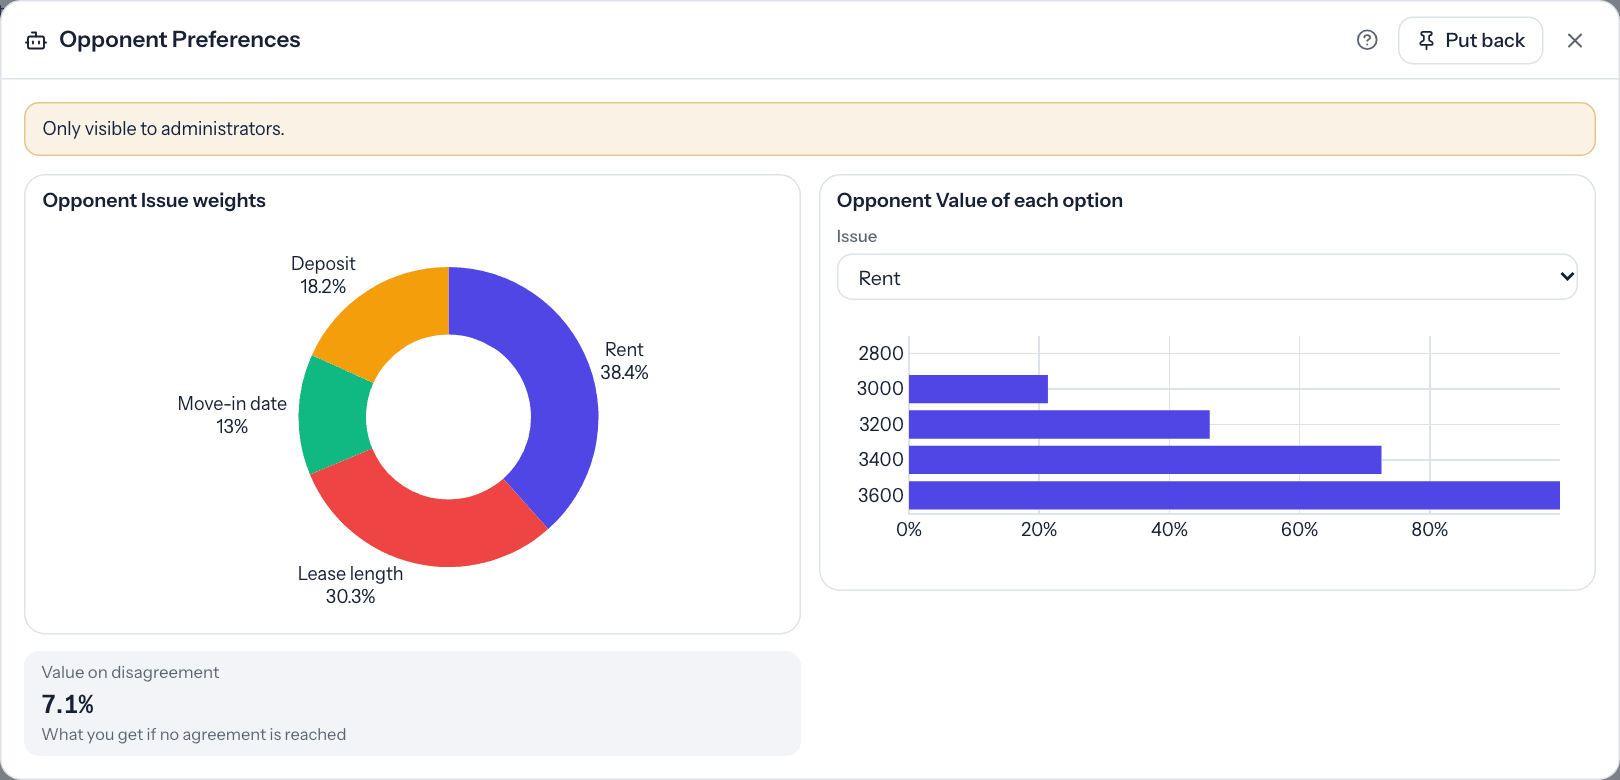 Opponent Preferences
Put back
Only visible to administrators.
Opponent Issue weights
Deposit
18.2%
Rent
38.4%
Move-in date
13%
Lease length
30.3%
Value on disagreement
7.1%
What you get if no agreement is reached
Opponent Value of each option
Issue
Rent
2800
3000
3200
3400
3600
0% 20% 40% 60% 80%